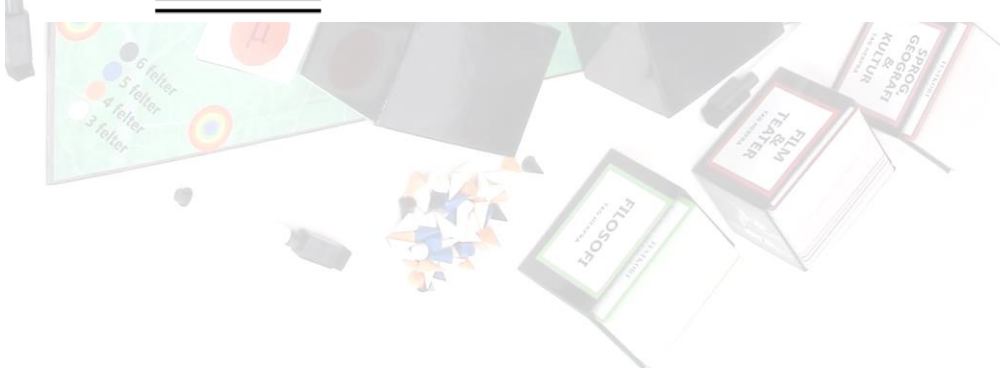 6 felter
5 felter
4 felter
3 felter
SPROG,
GEOGRAFI
&
KULTUR
FILM
&
TEATER
FILOSOFI